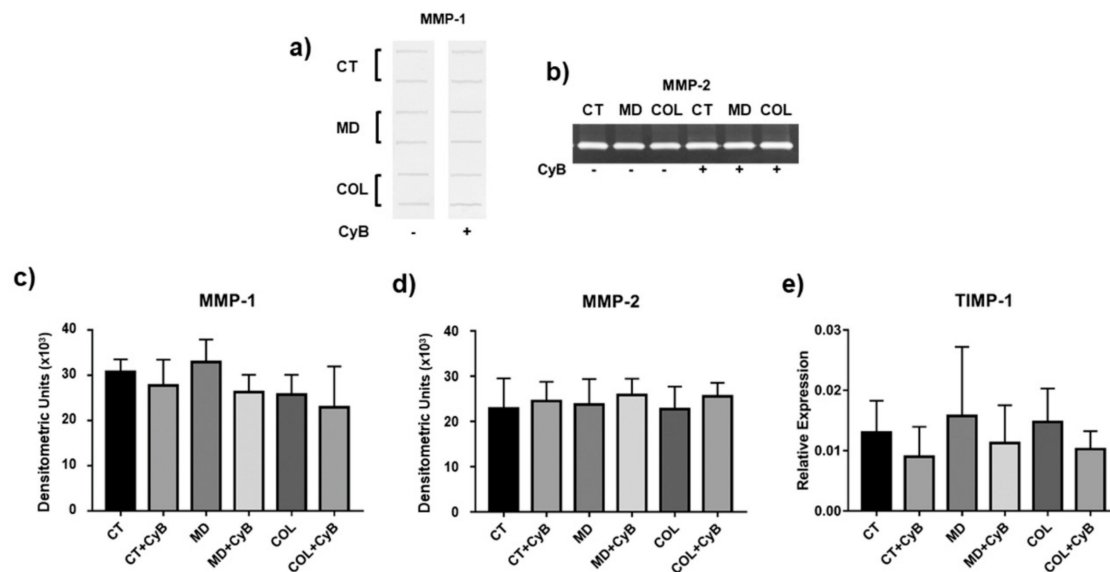 MMP-1
a)
CT
MD
COL
CyB - +
b)
MMP-2
CT MD COL CT MD COL
CyB - - - + + +
c)
MMP-1
Densitometric Units (x10³)
40
30
20
10
0
CT CT+CyB MD MD+CyB COL COL+CyB
d)
MMP-2
Densitometric Units (x10³)
40
30
20
10
0
CT CT+CyB MD MD+CyB COL COL+CyB
e)
TIMP-1
Relative Expression
0.03
0.02
0.01
0.00
CT CT+CyB MD MD+CyB COL COL+CyB